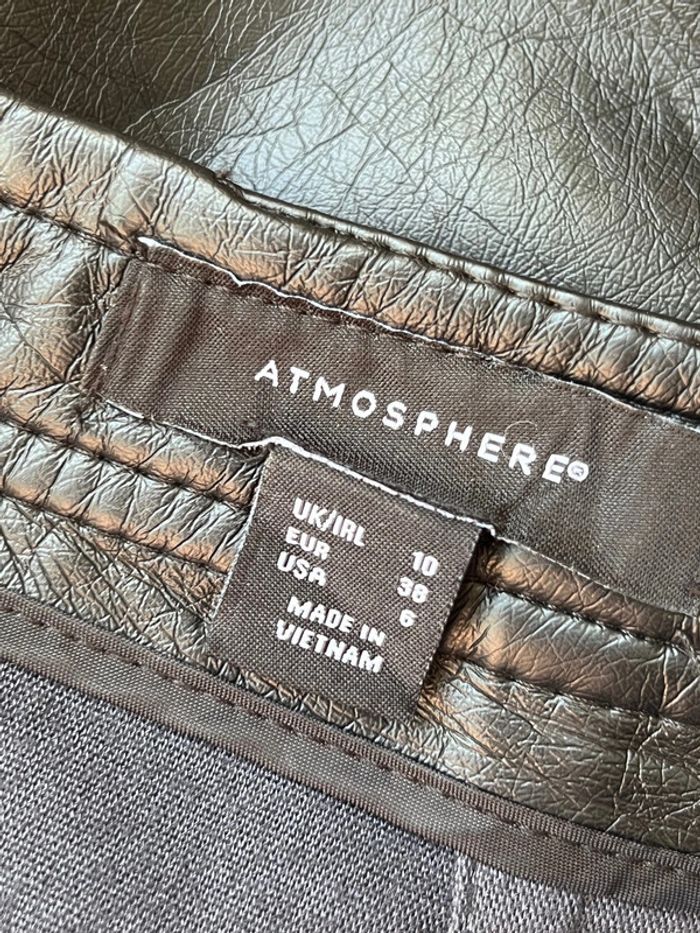 ATMOSPHERE®
UK/IRL 10
EUR 38
USA 6
MADE IN
VIETNAM